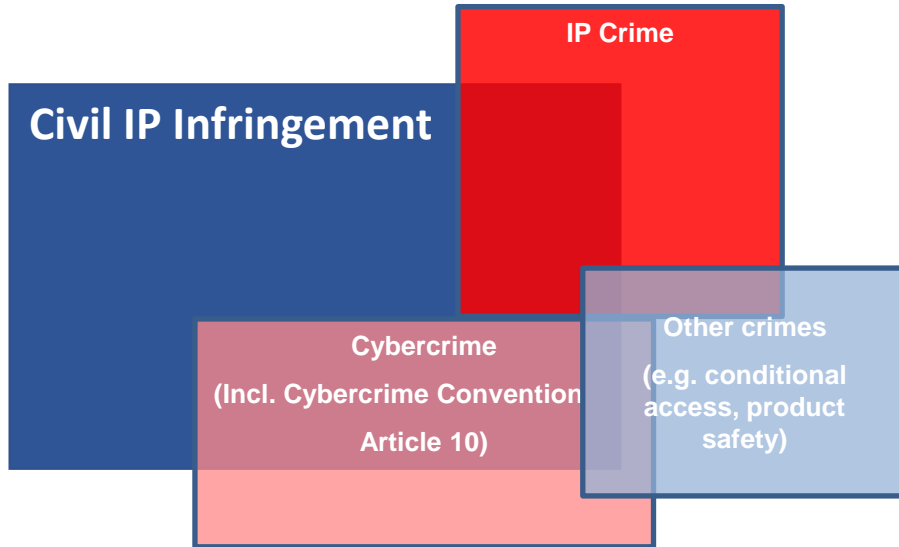 IP Crime
Civil IP Infringement
Cybercrime
(Incl. Cybercrime Convention
Article 10)
Other crimes
(e.g. conditional
access, product
safety)